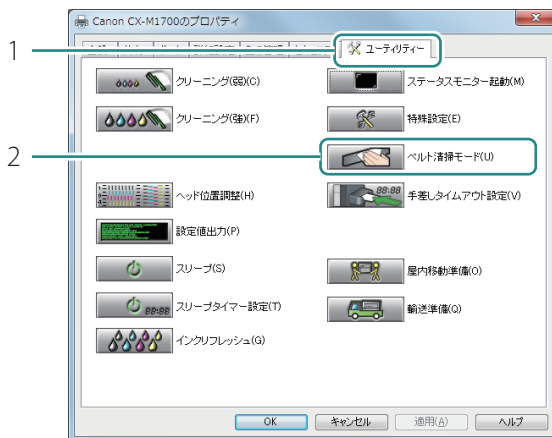 Canon CX-M1700のプロパティ
1
ユーティリティー
クリーニング(弱)(C)
ステータスモニター起動(M)
クリーニング(強)(F)
特殊設定(E)
2
ベルト清掃モード(U)
ヘッド位置調整(H)
88:88
手差しタイムアウト設定(V)
設定値出力(P)
スリープ(S)
屋内移動準備(O)
88:88
スリープタイマー設定(T)
輸送準備(Q)
インクリフレッシュ(G)
OK
キャンセル
適用(A)
ヘルプ